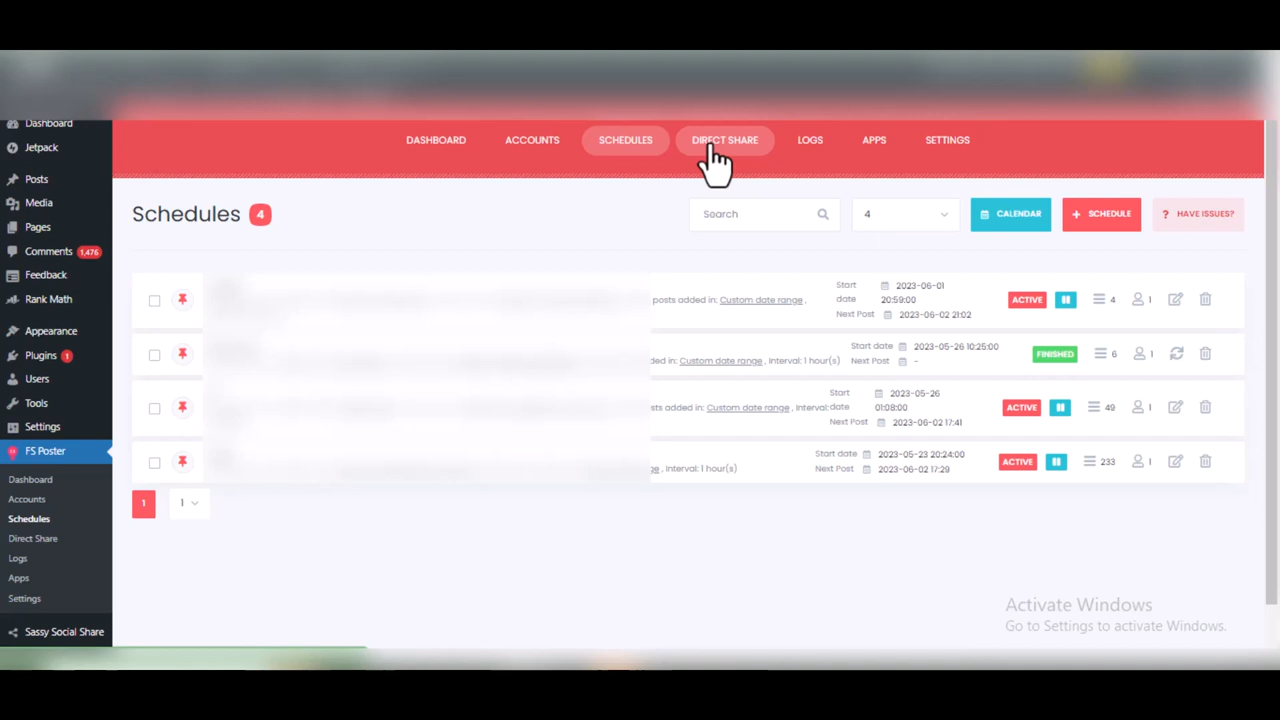 Dashboard
Jetpack
Posts
Media
Pages
Comments 1,476
Feedback
Rank Math
Appearance
Plugins 1
Users
Tools
Settings
FS Poster
Dashboard
Accounts
Schedules
Direct Share
Logs
Apps
Settings
Sassy Social Share
DASHBOARD ACCOUNTS SCHEDULES DIRECT SHARE LOGS APPS SETTINGS
Schedules 4
Search 4 CALENDAR + SCHEDULE ? HAVE ISSUES?
posts added in: Custom date range ,
Start date 2023-06-01 20:59:00
Next Post 2023-06-02 21:02
ACTIVE 4 1
ded in: Custom date range , Interval: 1 hour(s)
Start date 2023-05-26 10:25:00
Next Post -
FINISHED 6 1
sts added in: Custom date range , Interval:
Start date 2023-05-26 01:08:00
Next Post 2023-06-02 17:41
ACTIVE 49 1
ge , Interval: 1 hour(s)
Start date 2023-05-23 20:24:00
Next Post 2023-06-02 17:29
ACTIVE 233 1
1 1
Activate Windows
Go to Settings to activate Windows.